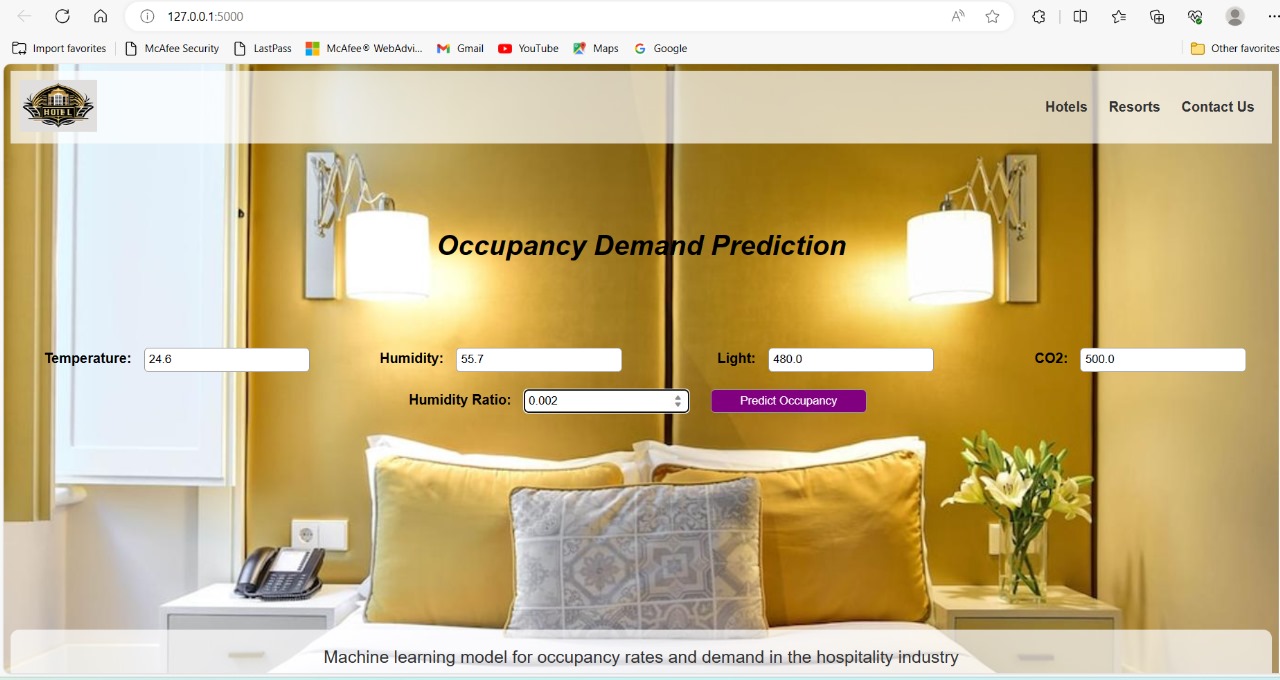 127.0.0.1:5000
Import favorites McAfee Security LastPass McAfee® WebAdvi... Gmail YouTube Maps Google Other favorites
HOTEL Hotels Resorts Contact Us
Occupancy Demand Prediction
Temperature: 24.6 Humidity: 55.7 Light: 480.0 CO2: 500.0
Humidity Ratio: 0.002 Predict Occupancy
Machine learning model for occupancy rates and demand in the hospitality industry